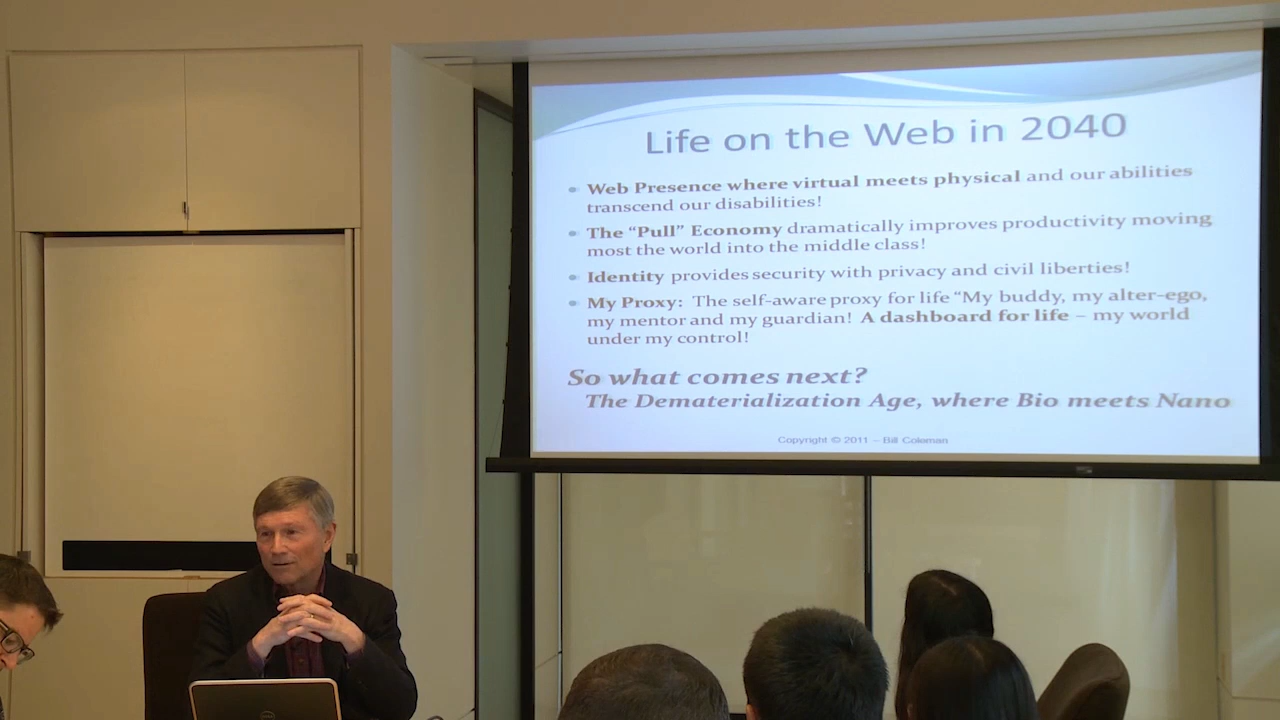 Life on the Web in 2040
Web Presence where virtual meets physical and our abilities
transcend our disabilities!
The “Pull” Economy dramatically improves productivity moving
most the world into the middle class!
Identity provides security with privacy and civil liberties!
My Proxy: The self-aware proxy for life “My buddy, my alter-ego,
my mentor and my guardian! A dashboard for life – my world
under my control!
So what comes next?
The Dematerialization Age, where Bio meets Nano
Copyright © 2011 – Bill Coleman